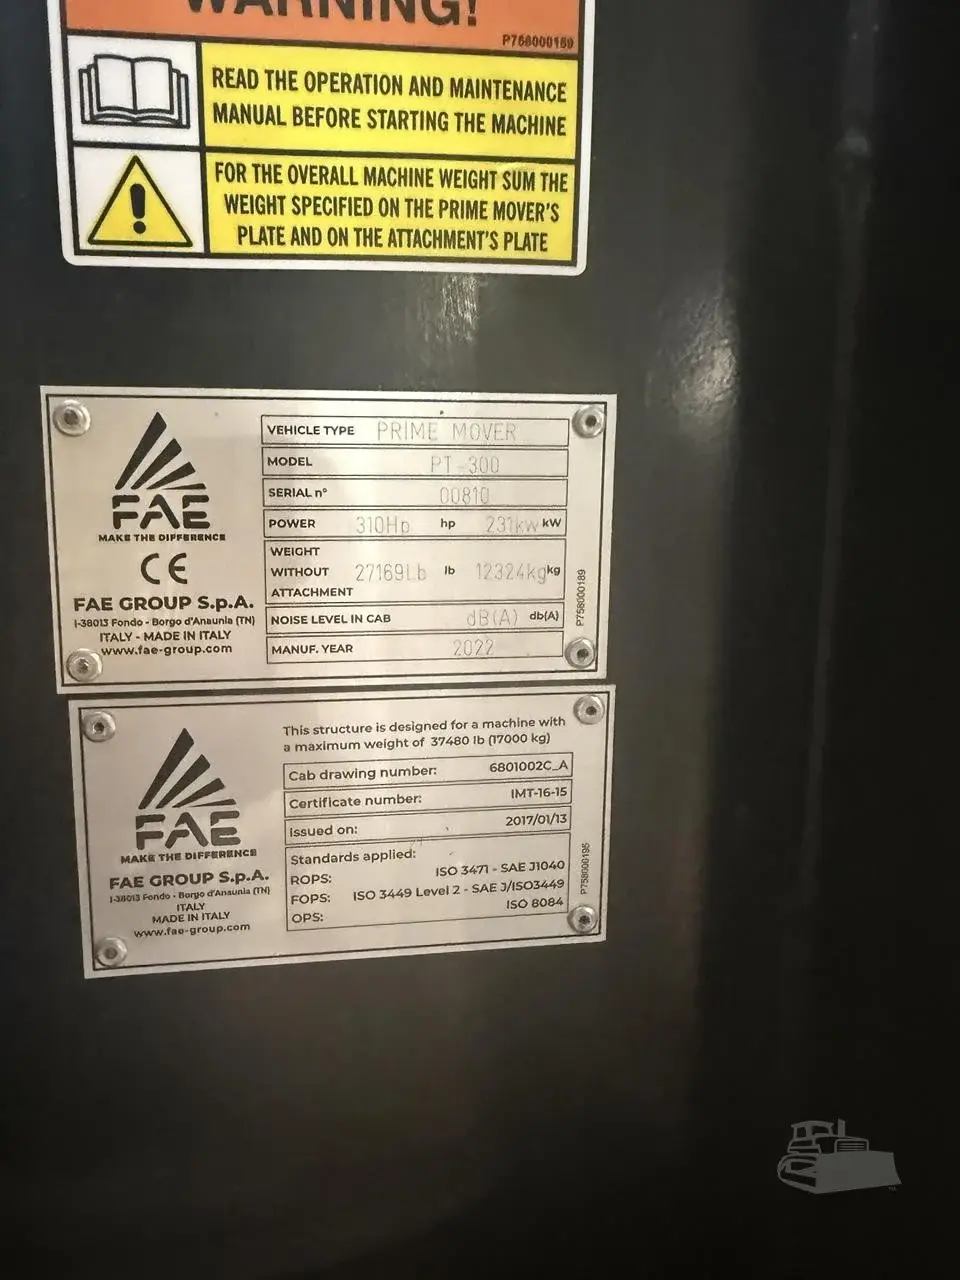 WARNING!
P758000159
READ THE OPERATION AND MAINTENANCE
MANUAL BEFORE STARTING THE MACHINE
FOR THE OVERALL MACHINE WEIGHT SUM THE
WEIGHT SPECIFIED ON THE PRIME MOVER'S
PLATE AND ON THE ATTACHMENT'S PLATE
FAE
MAKE THE DIFFERENCE
CE
FAE GROUP S.p.A.
I-38013 Fondo - Borgo d'Anaunia (TN)
ITALY - MADE IN ITALY
www.fae-group.com
VEHICLE TYPE PRIME MOVER
MODEL PT-300
SERIAL n° 00810
POWER 310Hp hp 231kw kW
WEIGHT
WITHOUT 27169Lb lb 12324kg kg
ATTACHMENT
NOISE LEVEL IN CAB dB(A) db(A)
MANUF. YEAR 2022
P758000189
FAE
MAKE THE DIFFERENCE
FAE GROUP S.p.A.
I-38013 Fondo - Borgo d'Anaunia (TN)
ITALY
MADE IN ITALY
www.fae-group.com
This structure is designed for a machine with
a maximum weight of 37480 lb (17000 kg)
Cab drawing number: 6801002C_A
Certificate number: IMT-16-15
Issued on: 2017/01/13
Standards applied:
ROPS: ISO 3471 - SAE J1040
FOPS: ISO 3449 Level 2 - SAE J/ISO3449
OPS: ISO 8084
P758000195
TM